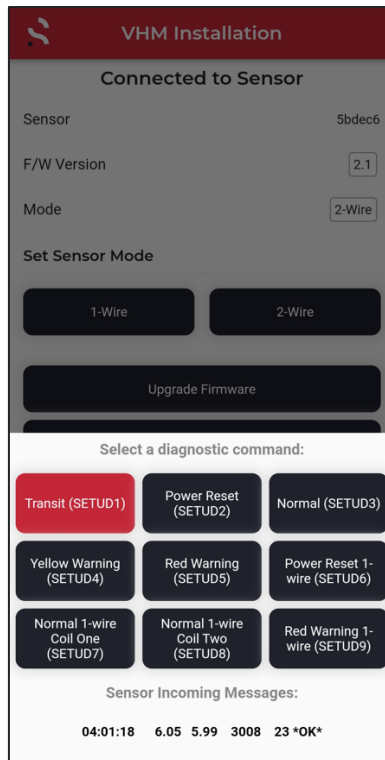 VHM Installation
Connected to Sensor
Sensor 5bdec6
F/W Version 2.1
Mode 2-Wire
Set Sensor Mode
1-Wire 2-Wire
Upgrade Firmware
Select a diagnostic command:
Transit (SETUD1)
Power Reset
(SETUD2)
Normal (SETUD3)
Yellow Warning
(SETUD4)
Red Warning
(SETUD5)
Power Reset 1-
wire (SETUD6)
Normal 1-wire
Coil One
(SETUD7)
Normal 1-wire
Coil Two
(SETUD8)
Red Warning 1-
wire (SETUD9)
Sensor Incoming Messages:
04:01:18 6.05 5.99 3008 23 *OK*